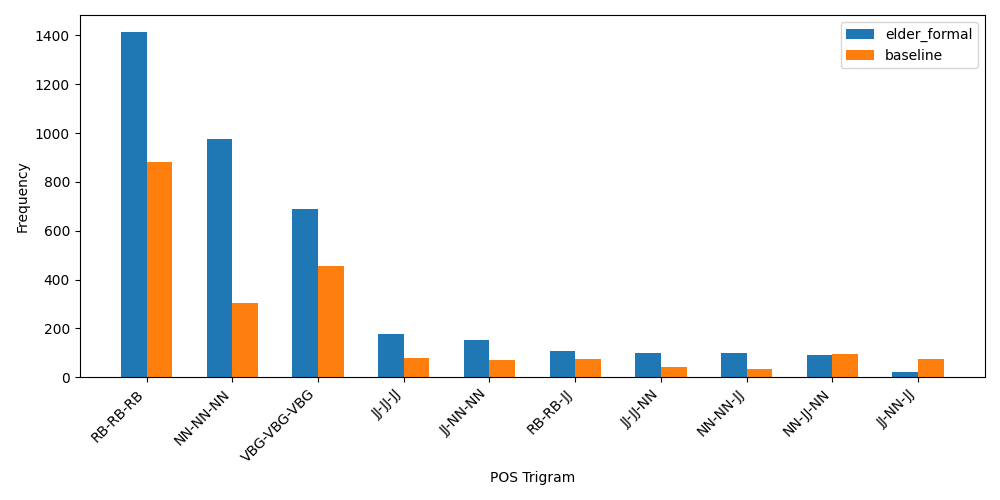 1400
1200
1000
800
600
400
200
0
Frequency
elder_formal
baseline
RB-RB-RB
NN-NN-NN
VBG-VBG-VBG
JJ-JJ-JJ
JJ-NN-NN
RB-RB-JJ
JJ-JJ-NN
NN-NN-JJ
NN-JJ-NN
JJ-NN-JJ
POS Trigram